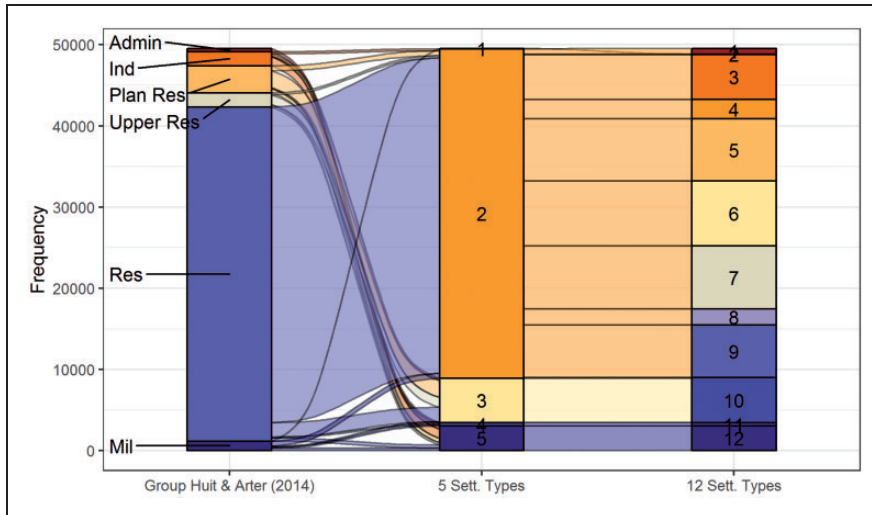 50000
40000
30000
20000
10000
0
Frequency
Admin
Ind
Plan Res
Upper Res
Res
Mil
1
2
3
4
5
1
2
3
4
5
6
7
8
9
10
11
12
Group Huit & Arter (2014)
5 Sett. Types
12 Sett. Types